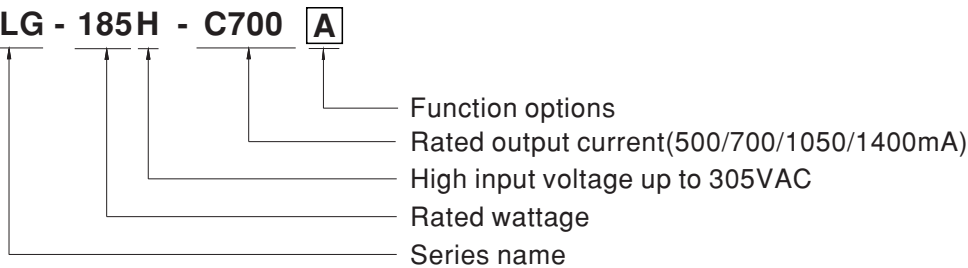 LG - 185H - C700 A
Function options
Rated output current(500/700/1050/1400mA)
High input voltage up to 305VAC
Rated wattage
Series name